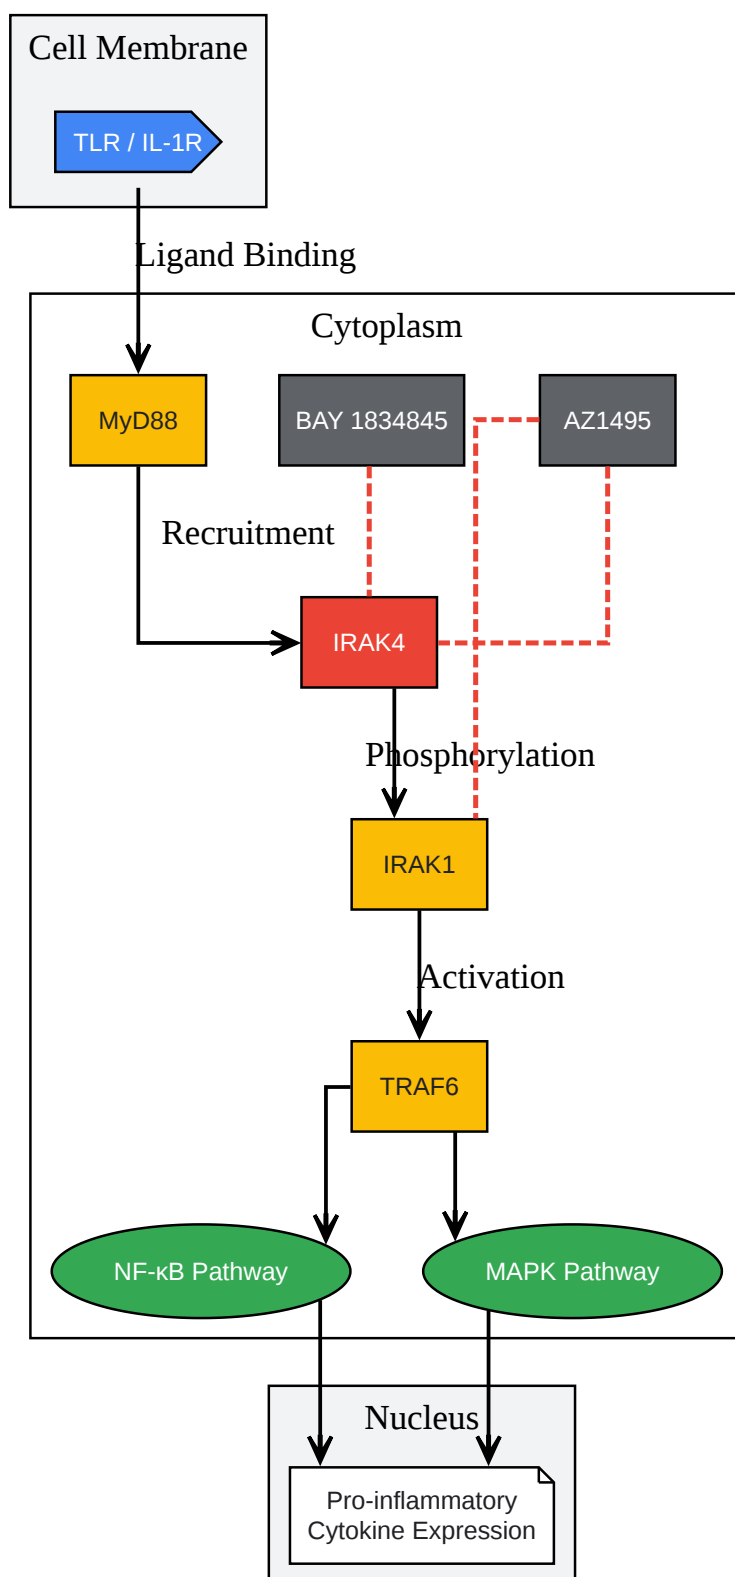 Cell Membrane
TLR / IL-1R
Ligand Binding
Cytoplasm
MyD88
BAY 1834845
AZ1495
Recruitment
IRAK4
Phosphorylation
IRAK1
Activation
TRAF6
NF-κB Pathway
MAPK Pathway
Nucleus
Pro-inflammatory
Cytokine Expression